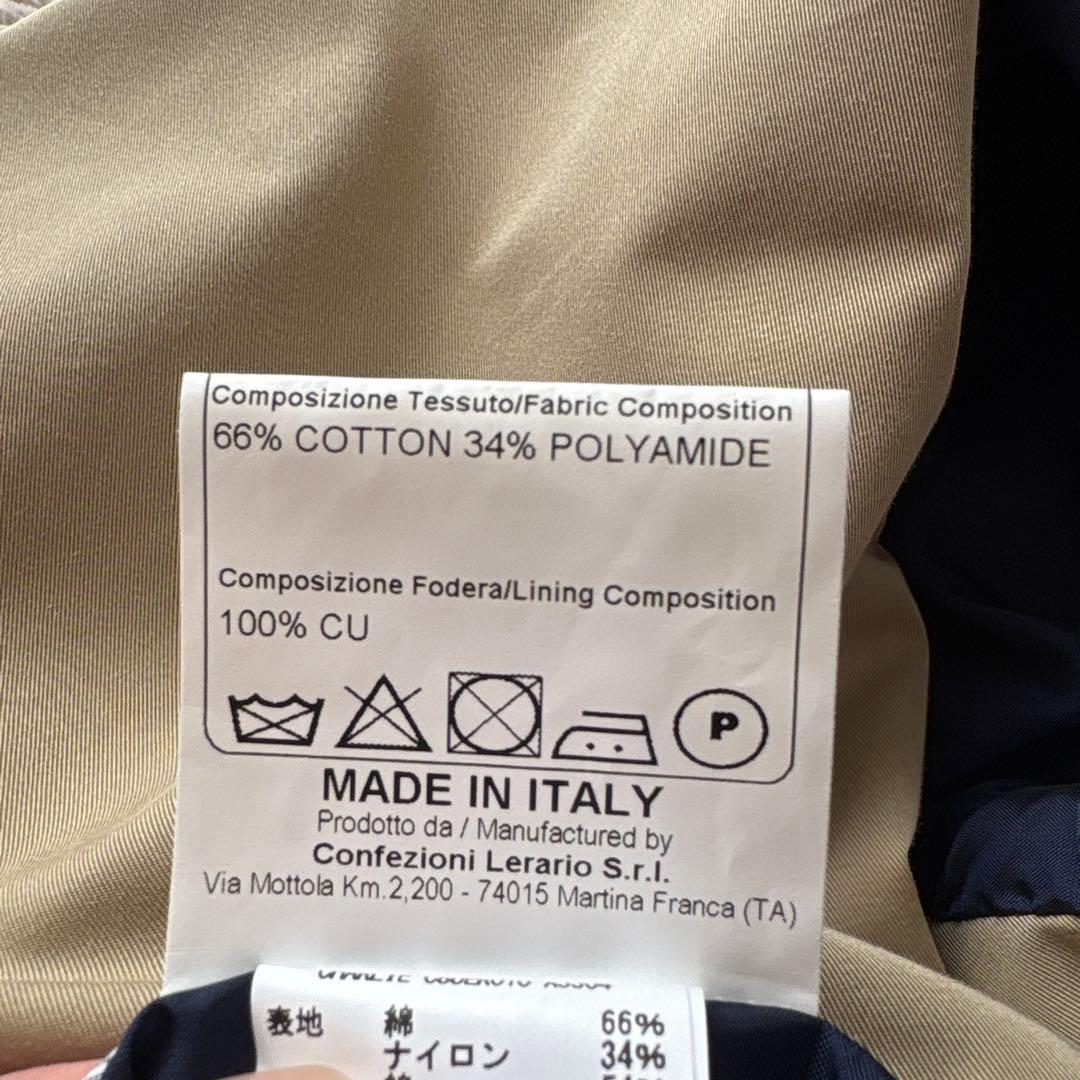 Composizione Tessuto/Fabric Composition
66% COTTON 34% POLYAMIDE
Composizione Fodera/Lining Composition
100% CU
P
MADE IN ITALY
Prodotto da / Manufactured by
Confezioni Lerario S.r.l.
Via Mottola Km.2,200 - 74015 Martina Franca (TA)
表地 綿 66%
ナイロン 34%